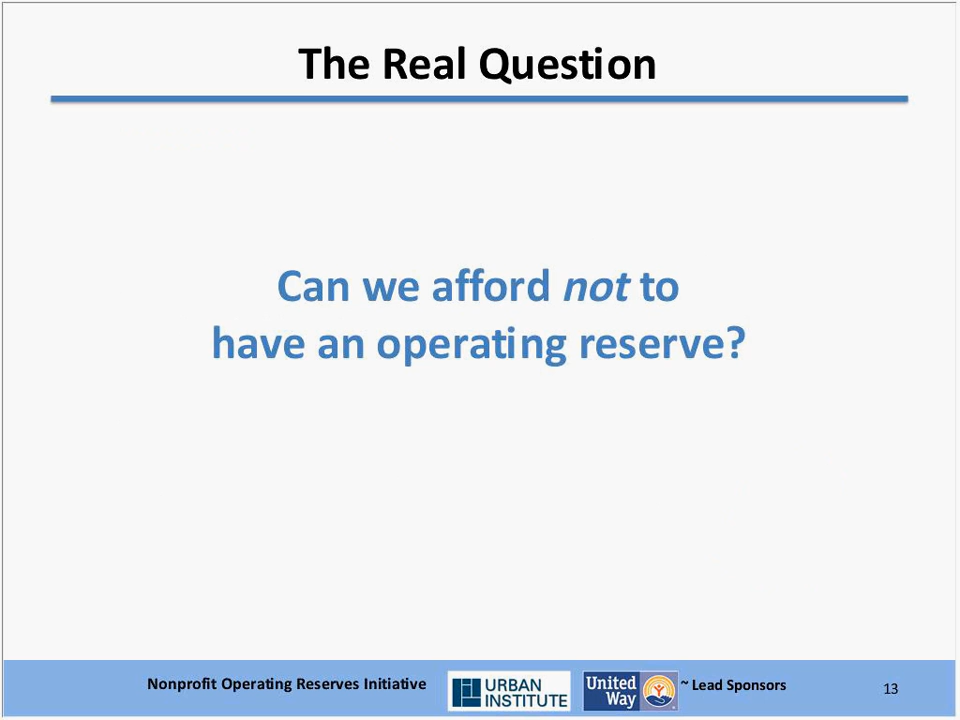 The Real Question
Can we afford not to
have an operating reserve?
Nonprofit Operating Reserves Initiative
URBAN
INSTITUTE
United
Way
~ Lead Sponsors
13